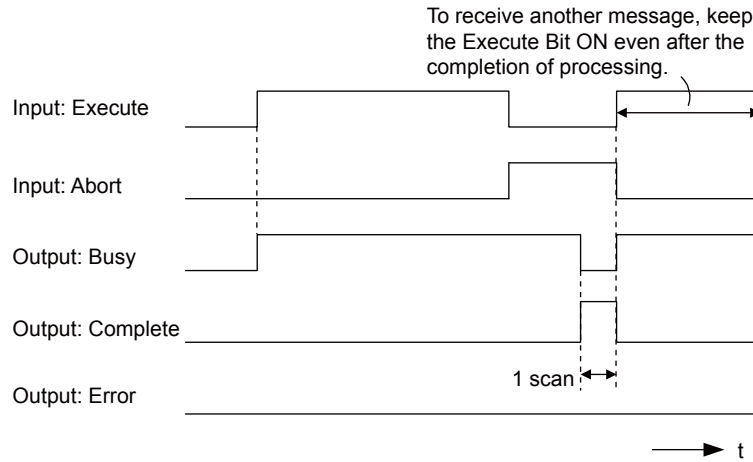 To receive another message, keep
the Execute Bit ON even after the
completion of processing.
Input: Execute
Input: Abort
Output: Busy
Output: Complete
1 scan
Output: Error
t